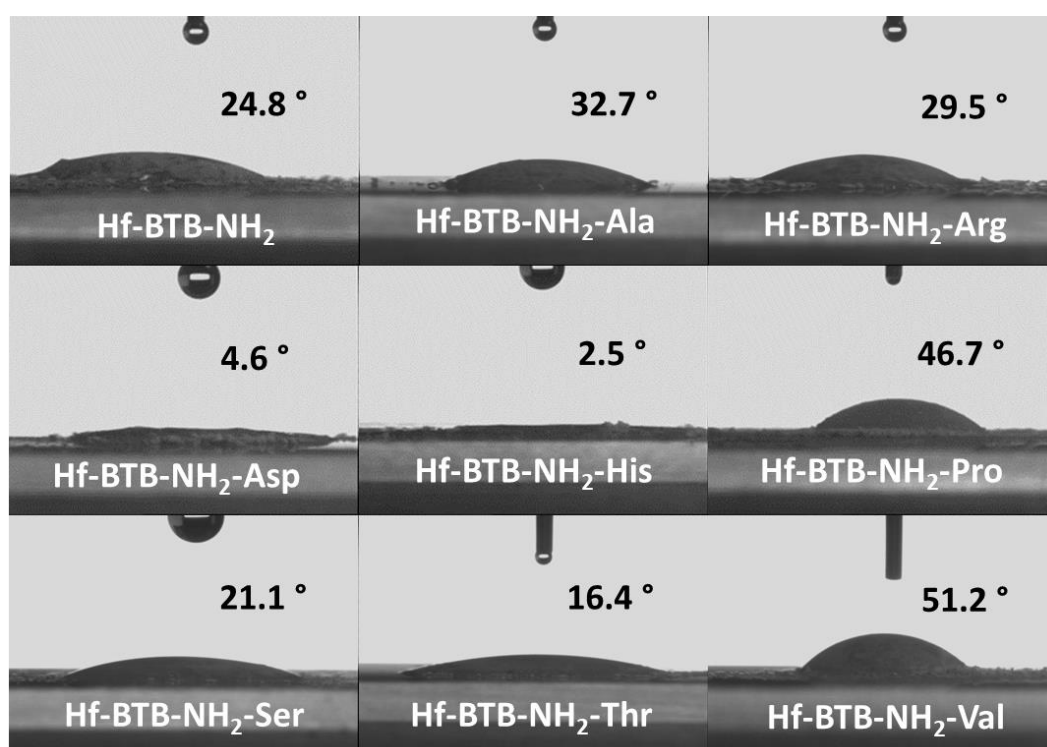 24.8 °
Hf-BTB-NH₂
32.7 °
Hf-BTB-NH₂-Ala
29.5 °
Hf-BTB-NH₂-Arg
4.6 °
Hf-BTB-NH₂-Asp
2.5 °
Hf-BTB-NH₂-His
46.7 °
Hf-BTB-NH₂-Pro
21.1 °
Hf-BTB-NH₂-Ser
16.4 °
Hf-BTB-NH₂-Thr
51.2 °
Hf-BTB-NH₂-Val